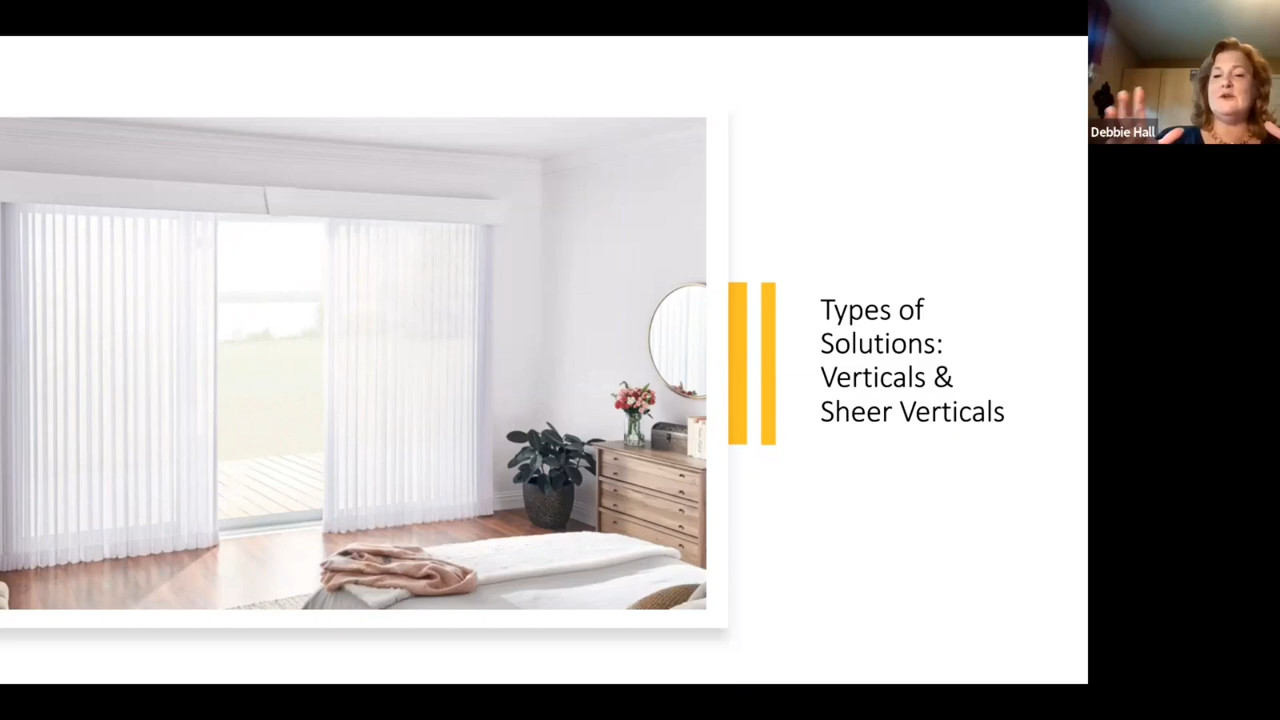 Types of
Solutions:
Verticals &
Sheer Verticals
Debbie Hall